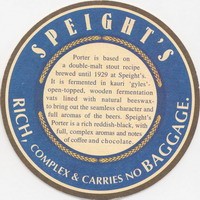 SPEIGHT'S
Porter is based on
a double-malt stout recipe
brewed until 1929 at Speight's.
It is fermented in kauri 'gyles'
open-topped, wooden fermentation
vats lined with natural beeswax-
to bring out the seamless character and
full aromas of the beers. Speight's
Porter is a rich reddish-black, with
full, complex aromas and notes
of coffee and chocolate
RICH, COMPLEX & CARRIES NO BAGGAGE.